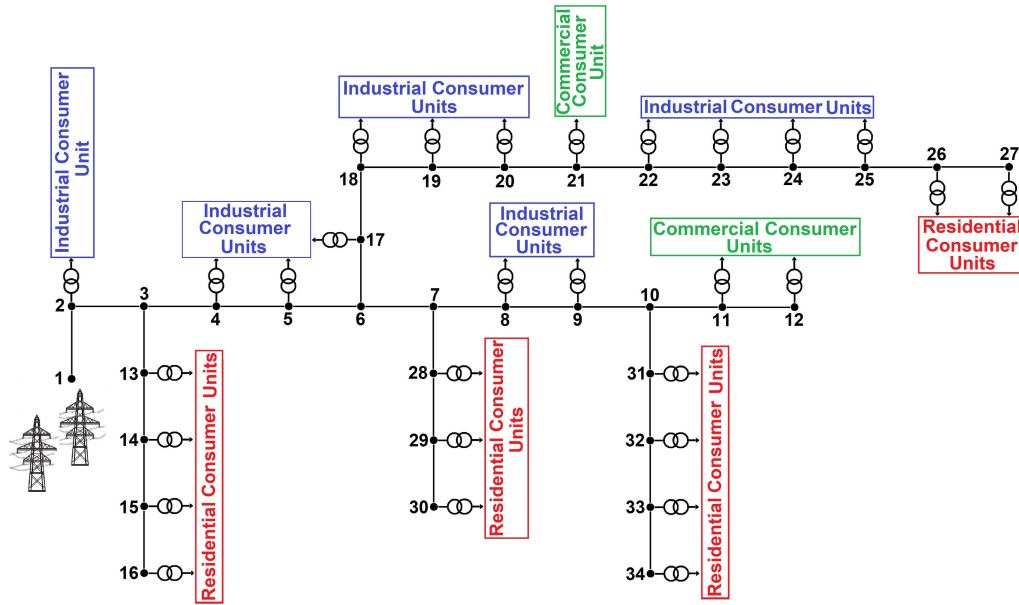 Industrial Consumer
Unit
Industrial Consumer
Units
Commercial
Consumer
Unit
Industrial Consumer Units
18
19
20
21
22
23
24
25
26
27
Industrial
Consumer
Units
17
Industrial
Consumer
Units
Commercial Consumer
Units
Residential
Consumer
Units
2
3
4
5
6
7
8
9
10
11
12
1
13
14
15
16
Residential Consumer Units
28
29
30
Residential Consumer
Units
31
32
33
34
Residential Consumer Units